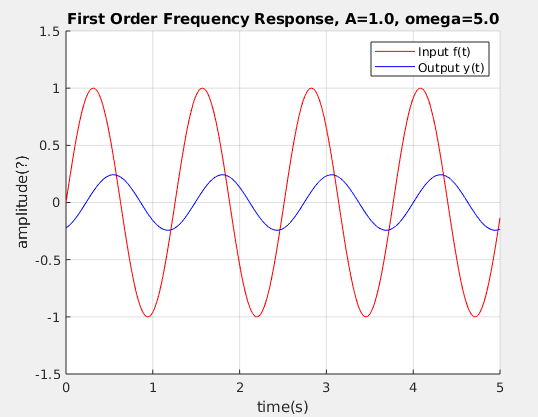 First Order Frequency Response, A=1.0, omega=5.0
Input f(t)
Output y(t)
amplitude(?)
1.5
1
0.5
0
-0.5
-1
-1.5
0 1 2 3 4 5
time(s)